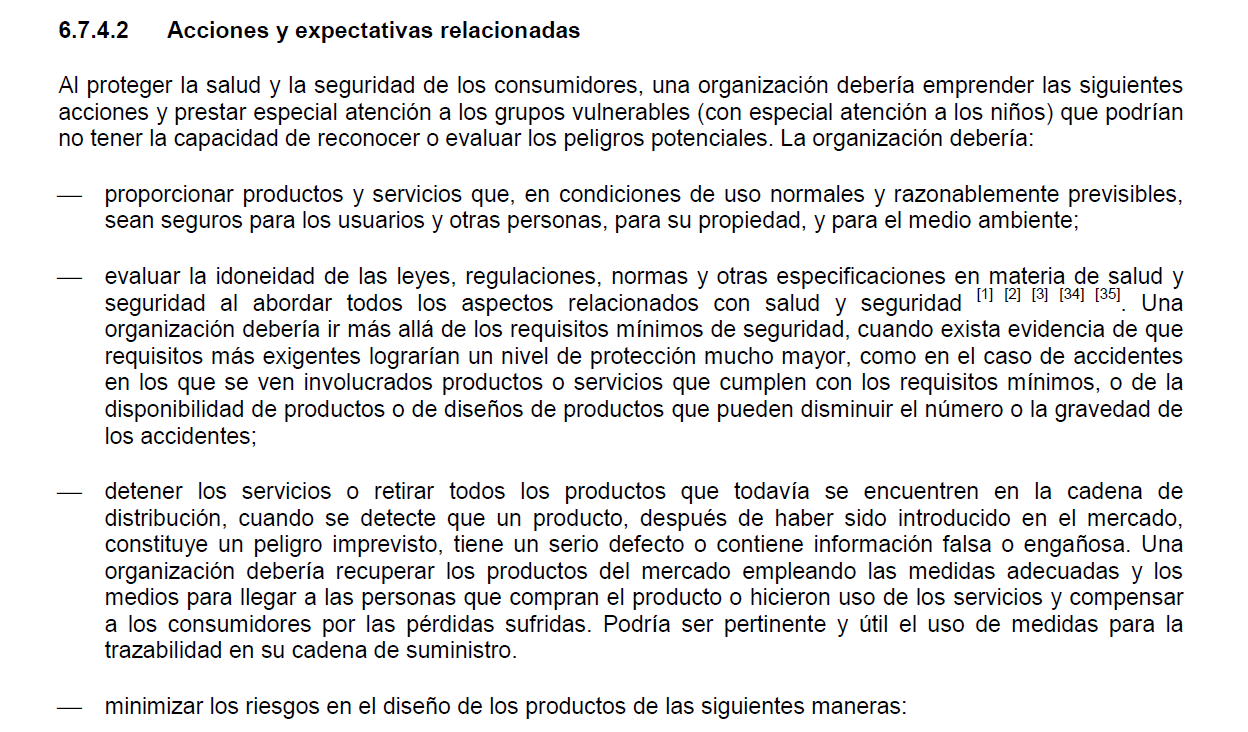 6.7.4.2 Acciones y expectativas relacionadas
Al proteger la salud y la seguridad de los consumidores, una organización debería emprender las siguientes
acciones y prestar especial atención a los grupos vulnerables (con especial atención a los niños) que podrían
no tener la capacidad de reconocer o evaluar los peligros potenciales. La organización debería:
— proporcionar productos y servicios que, en condiciones de uso normales y razonablemente previsibles,
sean seguros para los usuarios y otras personas, para su propiedad, y para el medio ambiente;
— evaluar la idoneidad de las leyes, regulaciones, normas y otras especificaciones en materia de salud y
seguridad al abordar todos los aspectos relacionados con salud y seguridad [1] [2] [3] [34] [35]. Una
organización debería ir más allá de los requisitos mínimos de seguridad, cuando exista evidencia de que
requisitos más exigentes lograrían un nivel de protección mucho mayor, como en el caso de accidentes
en los que se ven involucrados productos o servicios que cumplen con los requisitos mínimos, o de la
disponibilidad de productos o de diseños de productos que pueden disminuir el número o la gravedad de
los accidentes;
— detener los servicios o retirar todos los productos que todavía se encuentren en la cadena de
distribución, cuando se detecte que un producto, después de haber sido introducido en el mercado,
constituye un peligro imprevisto, tiene un serio defecto o contiene información falsa o engañosa. Una
organización debería recuperar los productos del mercado empleando las medidas adecuadas y los
medios para llegar a las personas que compran el producto o hicieron uso de los servicios y compensar
a los consumidores por las pérdidas sufridas. Podría ser pertinente y útil el uso de medidas para la
trazabilidad en su cadena de suministro.
— minimizar los riesgos en el diseño de los productos de las siguientes maneras: